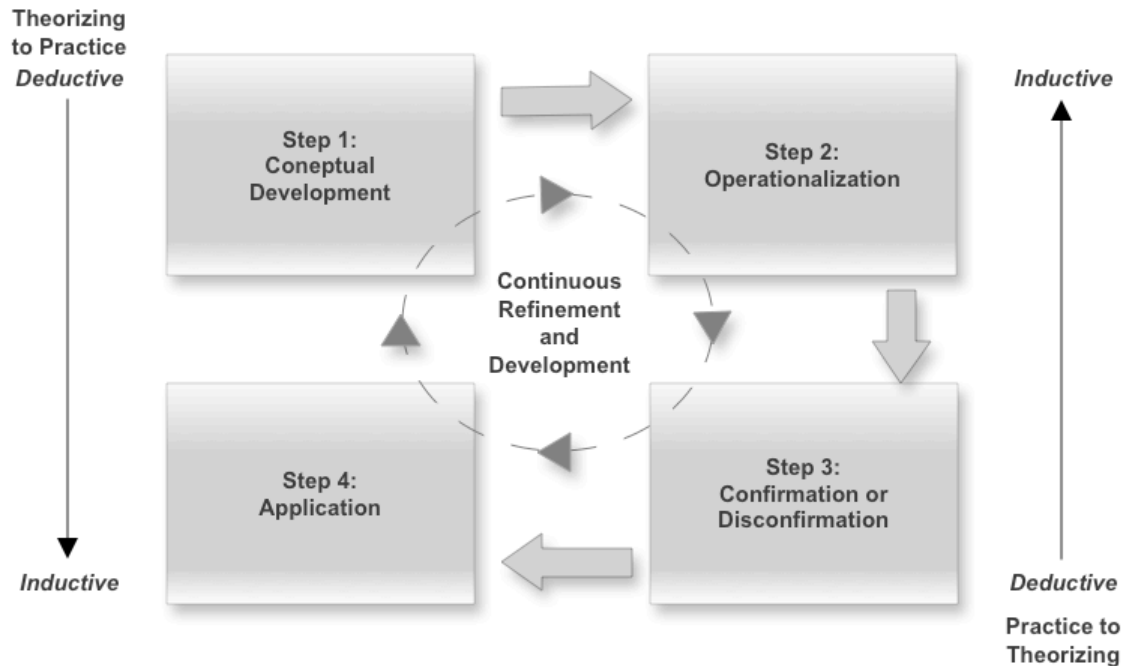 Theorizing
to Practice
Deductive
Inductive
Step 1:
Coneptual
Development
Step 2:
Operationalization
Continuous
Refinement
and
Development
Step 4:
Application
Step 3:
Confirmation or
Disconfirmation
Inductive
Deductive
Practice to
Theorizing